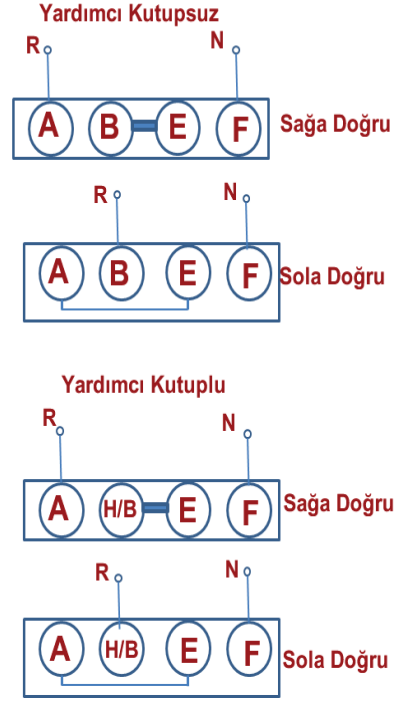 Yardımcı Kutupsuz
R N
A B E F Sağa Doğru
R N
A B E F Sola Doğru
Yardımcı Kutuplu
R N
A H/B E F Sağa Doğru
R N
A H/B E F Sola Doğru